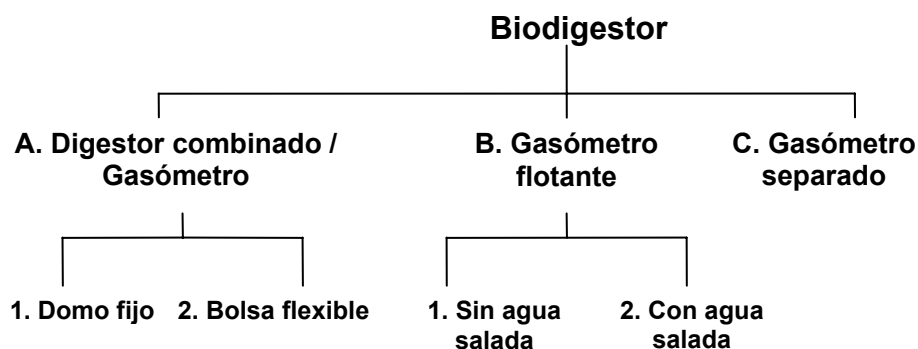 Biodigestor
A. Digestor combinado /
Gasómetro
B. Gasómetro
flotante
C. Gasómetro
separado
1. Domo fijo
2. Bolsa flexible
1. Sin agua
salada
2. Con agua
salada